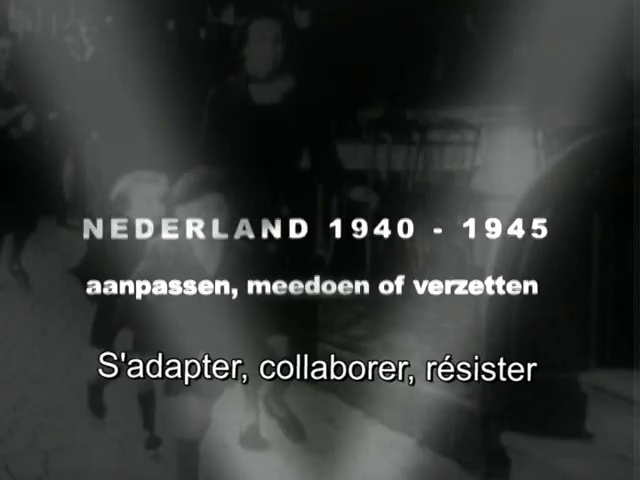 NEDERLAND 1940 - 1945
aanpassen, meedoen of verzetten
S'adapter, collaborer, résister